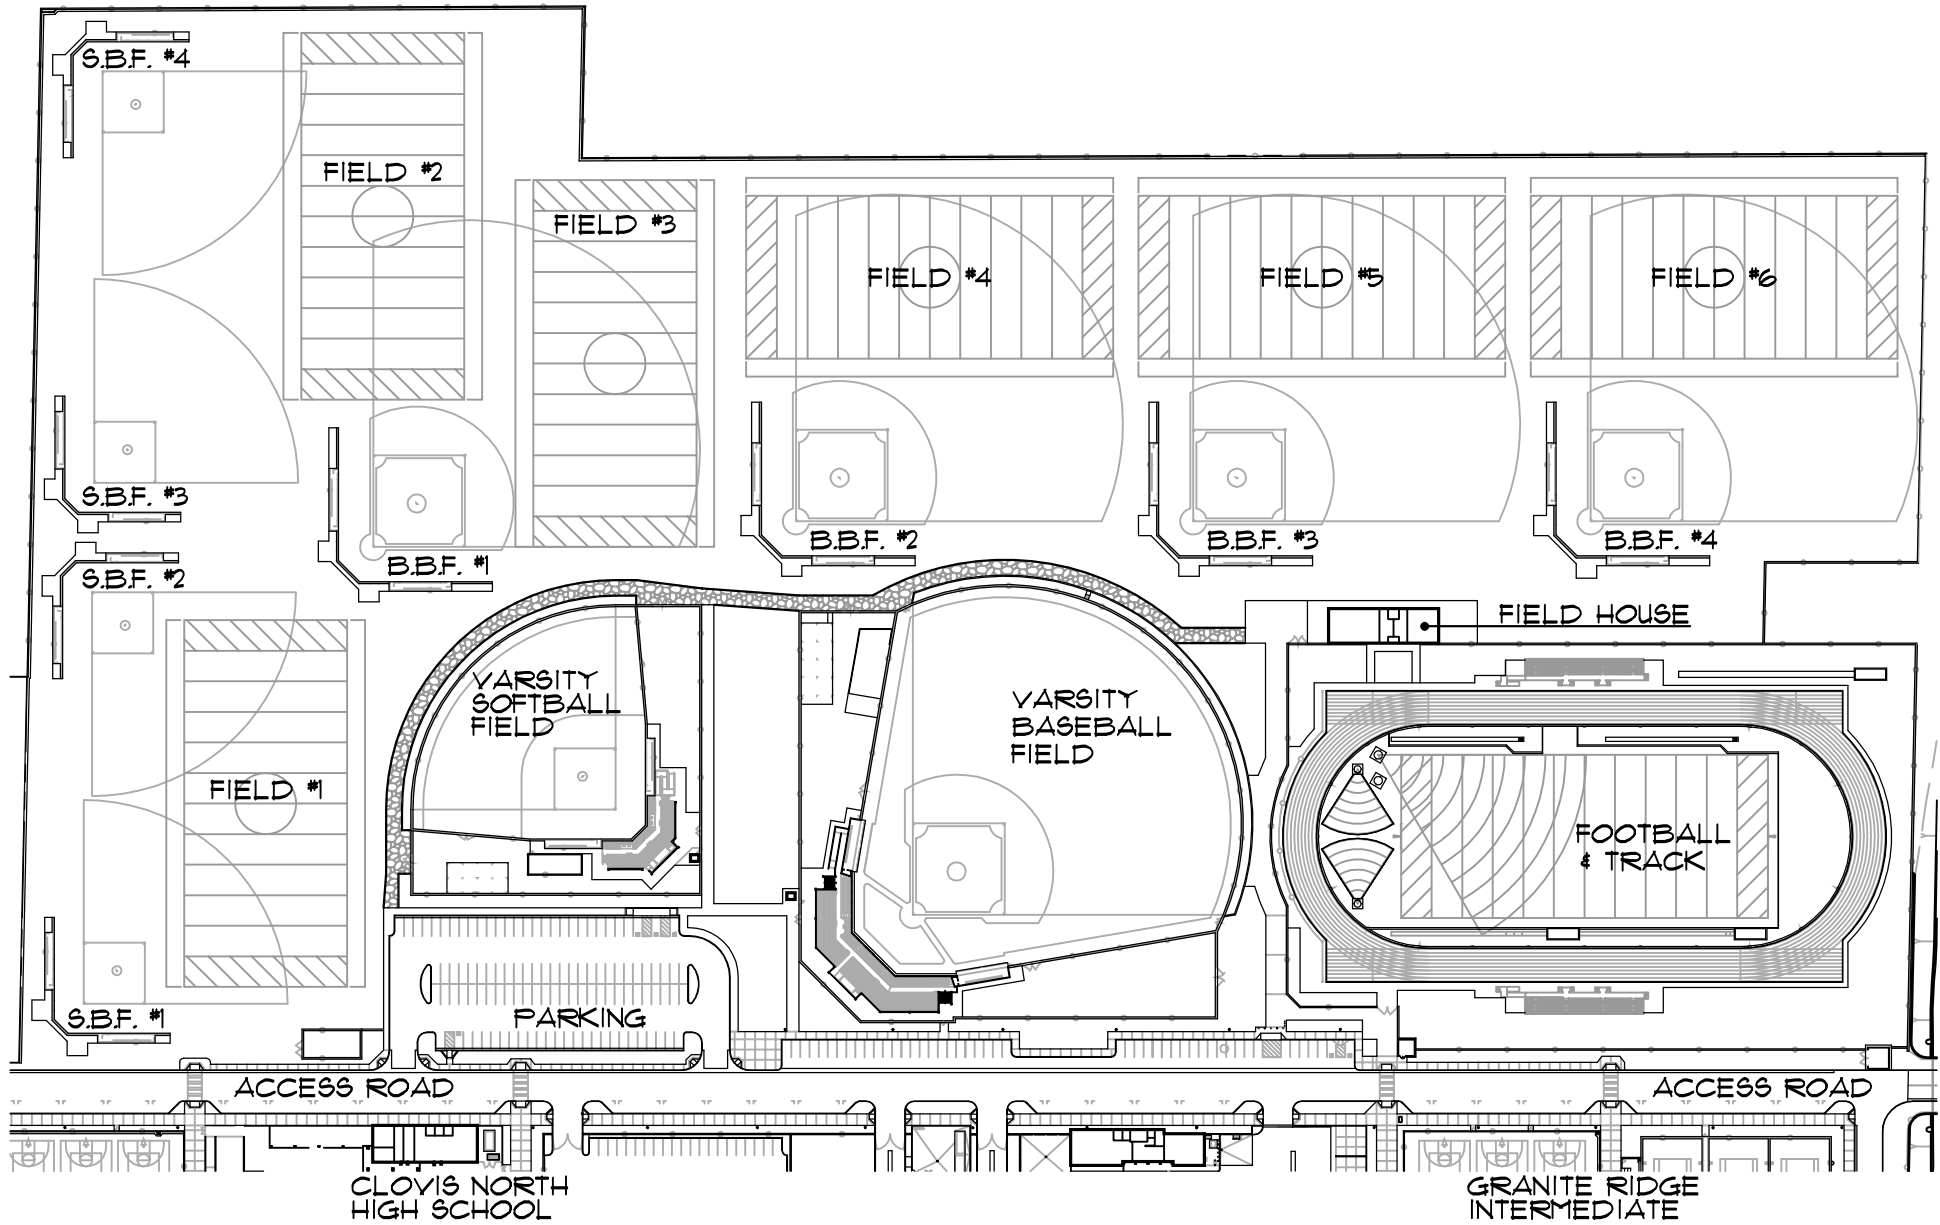 S.B.F. #4
FIELD #2
FIELD #3
FIELD #4
FIELD #5
FIELD #6
S.B.F. #3
B.B.F. #2
B.B.F. #3
B.B.F. #4
B.B.F. #1
S.B.F. #2
FIELD HOUSE
VARSITY
SOFTBALL
FIELD
VARSITY
BASEBALL
FIELD
FIELD #1
FOOTBALL
& TRACK
S.B.F. #1
PARKING
ACCESS ROAD
ACCESS ROAD
CLOVIS NORTH
HIGH SCHOOL
GRANITE RIDGE
INTERMEDIATE